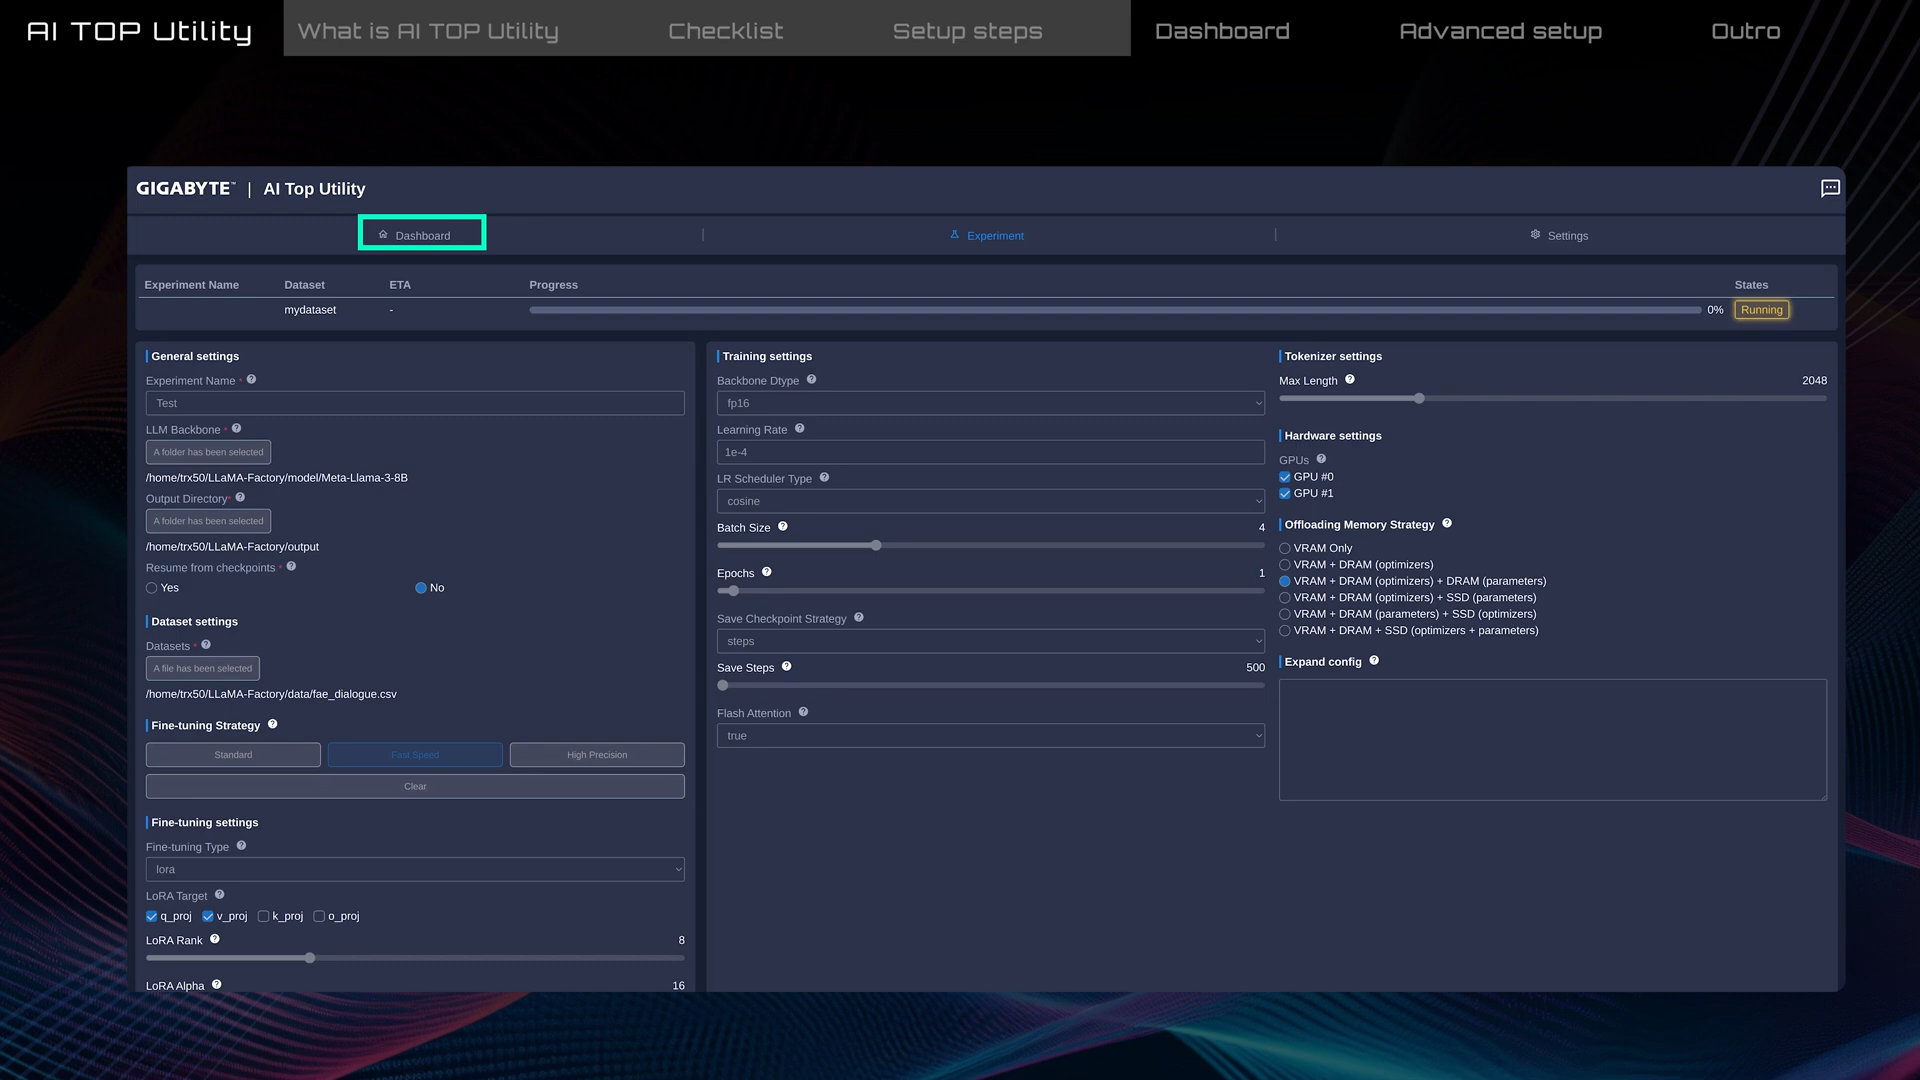 AI TOP Utility What is AI TOP Utility Checklist Setup steps Dashboard Advanced setup Outro
GIGABYTE™ | AI Top Utility
Dashboard | Experiment | Settings
Experiment Name Dataset ETA Progress States
mydataset - 0% Running
General settings
Experiment Name *
Test
LLM Backbone *
A folder has been selected
/home/trx50/LLaMA-Factory/model/Meta-Llama-3-8B
Output Directory*
A folder has been selected
/home/trx50/LLaMA-Factory/output
Resume from checkpoints *
Yes No
Dataset settings
Datasets *
A file has been selected
/home/trx50/LLaMA-Factory/data/fae_dialogue.csv
Fine-tuning Strategy
Standard Fast Speed High Precision
Clear
Fine-tuning settings
Fine-tuning Type
lora
LoRA Target
q_proj v_proj k_proj o_proj
LoRA Rank 8
LoRA Alpha 16
Training settings
Backbone Dtype
fp16
Learning Rate
1e-4
LR Scheduler Type
cosine
Batch Size 4
Epochs 1
Save Checkpoint Strategy
steps
Save Steps 500
Flash Attention
true
Tokenizer settings
Max Length 2048
Hardware settings
GPUs
GPU #0
GPU #1
Offloading Memory Strategy
VRAM Only
VRAM + DRAM (optimizers)
VRAM + DRAM (optimizers) + DRAM (parameters)
VRAM + DRAM (optimizers) + SSD (parameters)
VRAM + DRAM (parameters) + SSD (optimizers)
VRAM + DRAM + SSD (optimizers + parameters)
Expand config